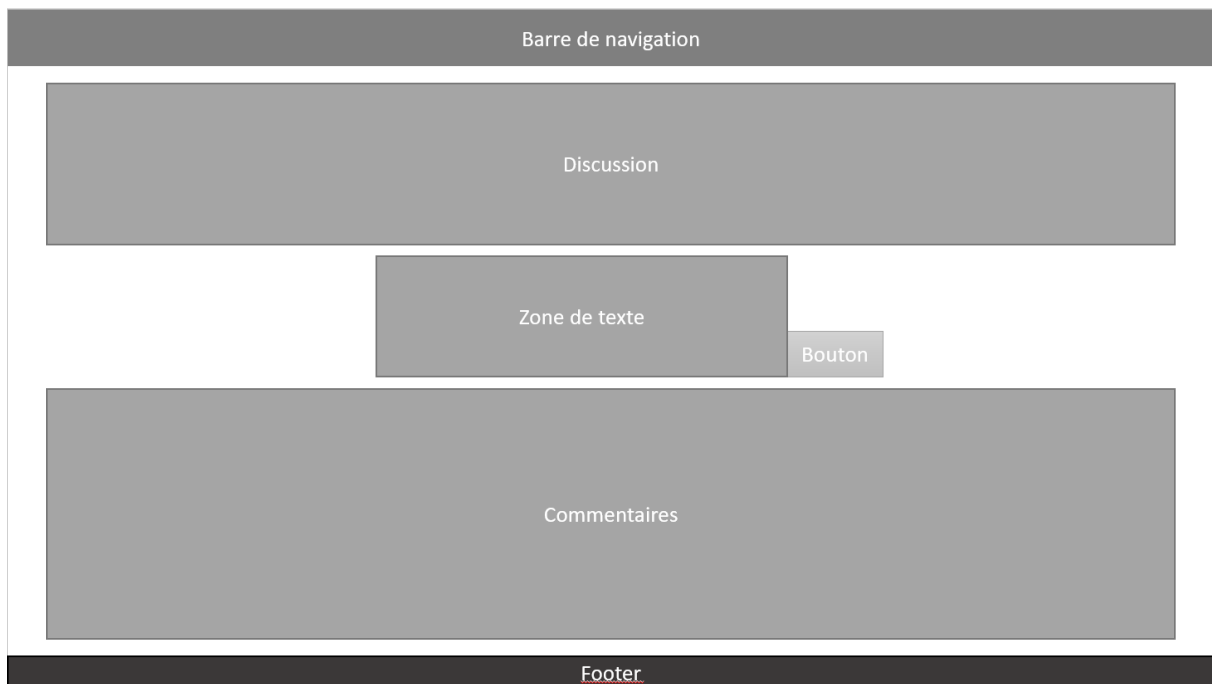 Barre de navigation
Discussion
Zone de texte
Bouton
Commentaires
Footer